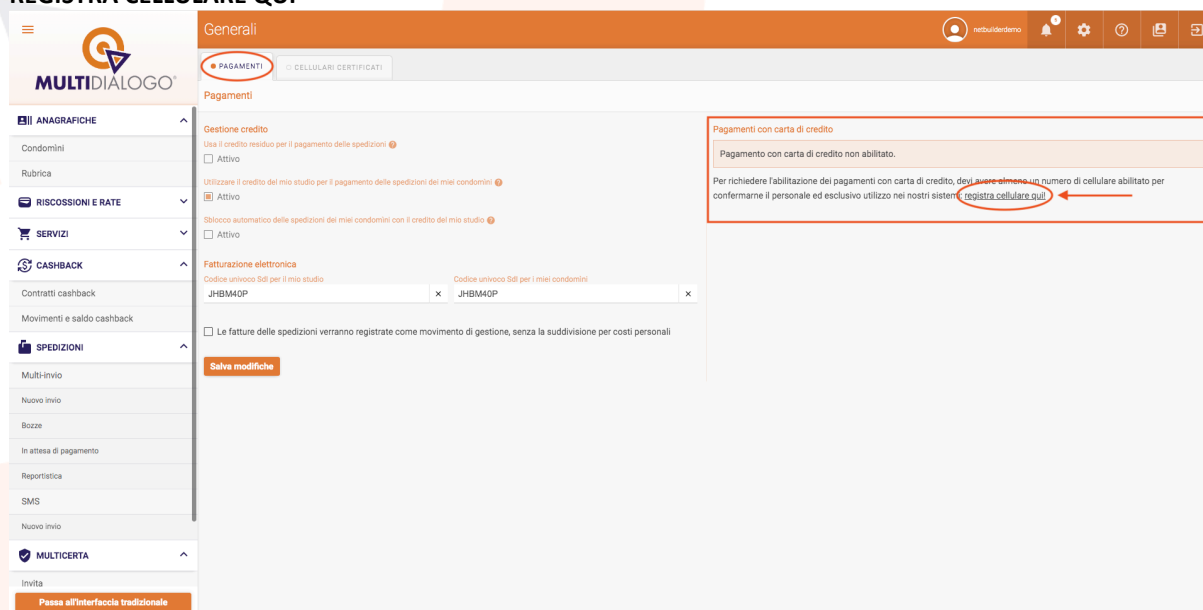 REGISTRA CELLULARE QUI
Generali
netbuilderdemo
1
MULTIDIALOGO®
PAGAMENTI
CELLULARI CERTIFICATI
Pagamenti
ANAGRAFICHE
Condomini
Rubrica
RISCOSSIONI E RATE
SERVIZI
CASHBACK
Contratti cashback
Movimenti e saldo cashback
SPEDIZIONI
Multi-invio
Nuovo invio
Bozze
In attesa di pagamento
Reportistica
SMS
Nuovo invio
MULTICERTA
Invita
Passa all'interfaccia tradizionale
Gestione credito
Usa il credito residuo per il pagamento delle spedizioni
Attivo
Utilizzare il credito del mio studio per il pagamento delle spedizioni dei miei condomini
Attivo
Sblocco automatico delle spedizioni dei miei condomini con il credito del mio studio
Attivo
Fatturazione elettronica
Codice univoco SdI per il mio studio
JHBM40P
Codice univoco SdI per i miei condomini
JHBM40P
Le fatture delle spedizioni verranno registrate come movimento di gestione, senza la suddivisione per costi personali
Salva modifiche
Pagamenti con carta di credito
Pagamento con carta di credito non abilitato.
Per richiedere l'abilitazione dei pagamenti con carta di credito, devi avere almeno un numero di cellulare abilitato per
confermarne il personale ed esclusivo utilizzo nei nostri sistemi: registra cellulare qui!